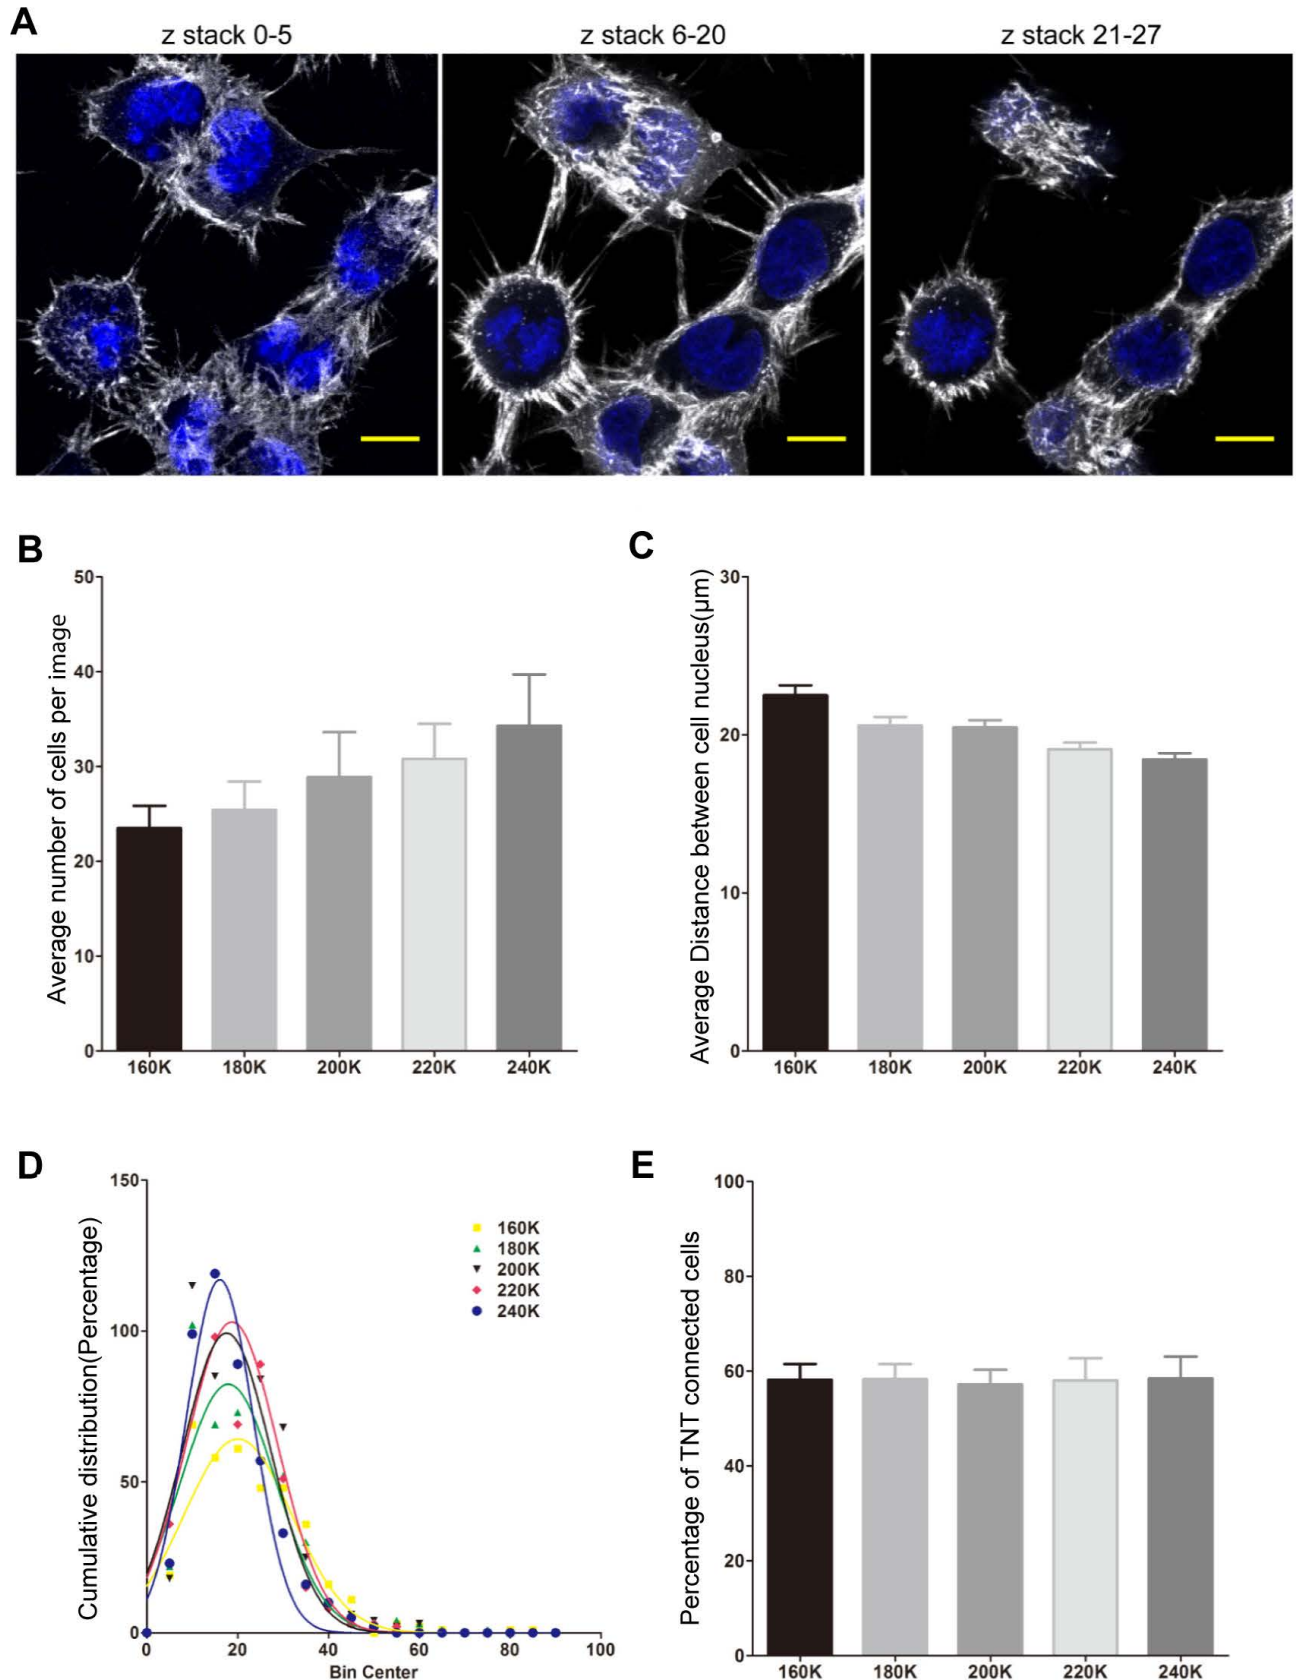 A
z stack 0-5
z stack 6-20
z stack 21-27
B
Average number of cells per image
50
40
30
20
10
0
160K
180K
200K
220K
240K
C
Average Distance between cell nucleus(μm)
30
20
10
0
160K
180K
200K
220K
240K
D
Cumulative distribution(Percentage)
150
100
50
0
0
20
40
60
80
100
Bin Center
160K
180K
200K
220K
240K
E
Percentage of TNT connected cells
100
80
60
40
20
0
160K
180K
200K
220K
240K